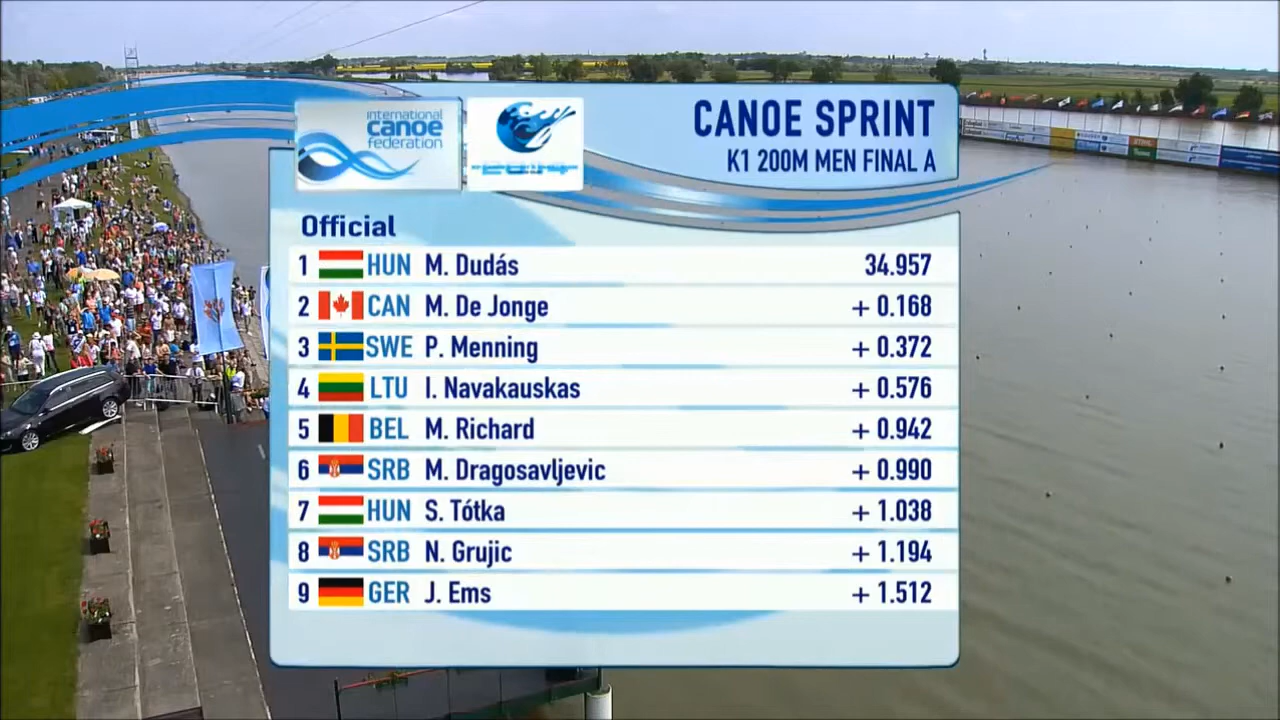 international
canoe
federation
2014
CANOE SPRINT
K1 200M MEN FINAL A
Official
1 HUN M. Dudás 34.957
2 CAN M. De Jonge + 0.168
3 SWE P. Menning + 0.372
4 LTU I. Navakauskas + 0.576
5 BEL M. Richard + 0.942
6 SRB M. Dragosavljevic + 0.990
7 HUN S. Tótka + 1.038
8 SRB N. Grujic + 1.194
9 GER J. Ems + 1.512